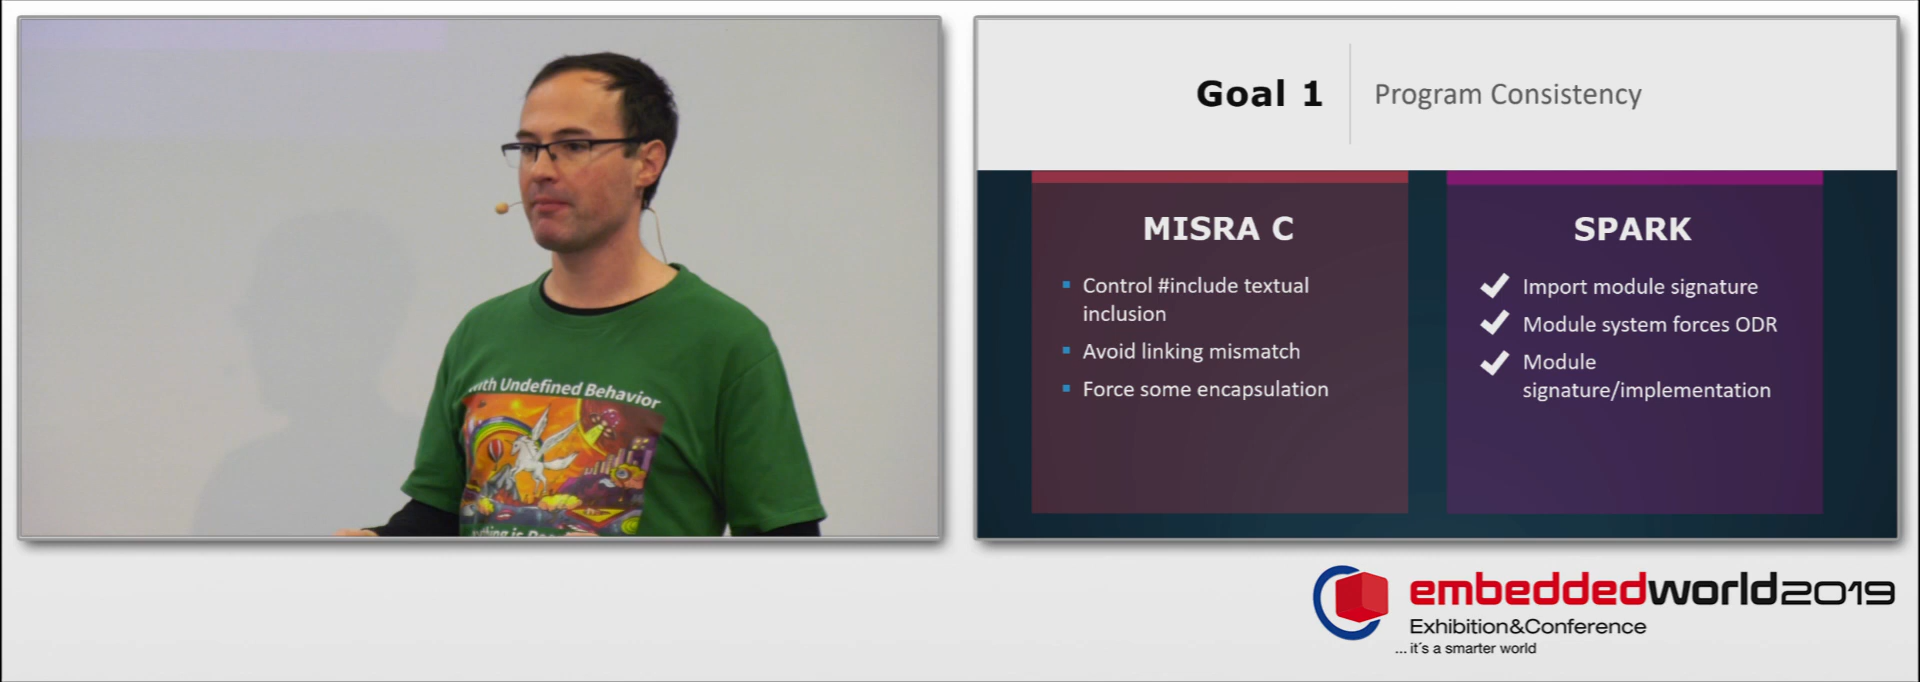 with Undefined Behavior
Goal 1
Program Consistency
MISRA C
Control #include textual
inclusion
Avoid linking mismatch
Force some encapsulation
SPARK
Import module signature
Module system forces ODR
Module
signature/implementation
embeddedworld2019
Exhibition&Conference
... it's a smarter world